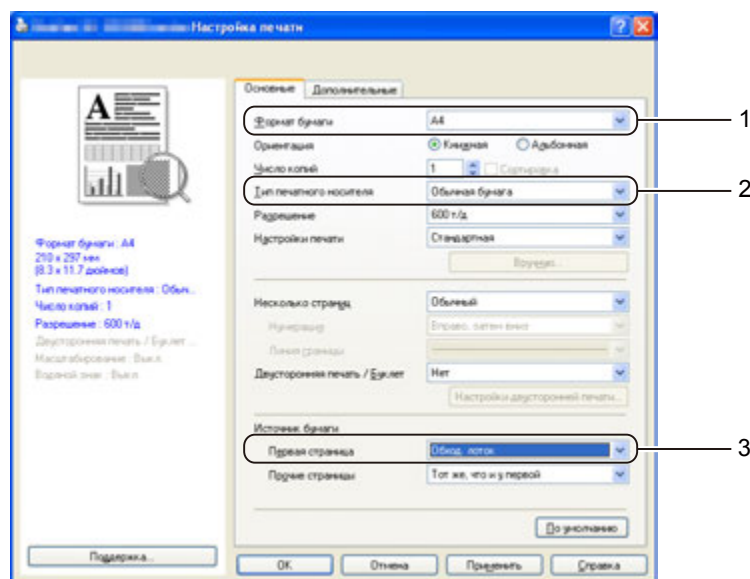 Настройка печати
Основные Дополнительные
Формат бумаги A4 1
Ориентация Книжная Альбомная
Число копий 1 Сортировка
Тип печатного носителя Обычная бумага 2
Разрешение 600 т/д
Настройки печати Стандартная
Вручную...
Несколько страниц Обычный
Нумерация Вправо, затем вниз
Линия границы
Двусторонняя печать / Буклет Нет
Настройки двусторонней печати...
Источник бумаги
Первая страница Обход. лоток 3
Прочие страницы Тот же, что и у первой
По умолчанию
A
Формат бумаги : A4
210 x 297 мм
(8.3 x 11.7 дюймов)
Тип печатного носителя : Обыч...
Число копий : 1
Разрешение : 600 т/д
Двусторонняя печать / Буклет ...
Масштабирование : Выкл
Водяной знак : Выкл
Поддержка...
OK Отмена Применить Справка